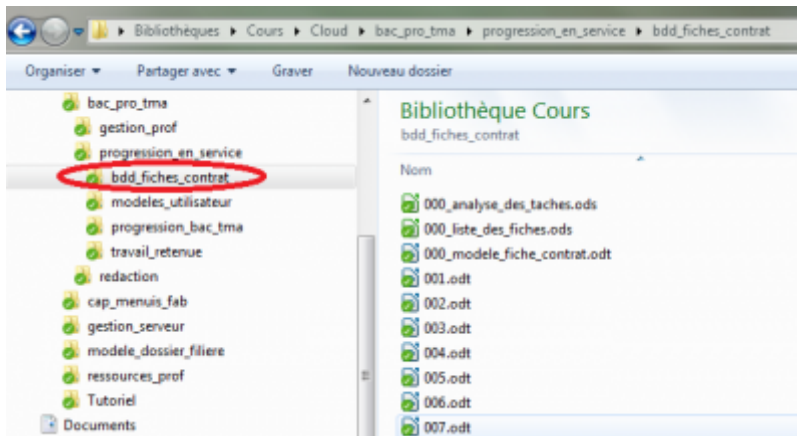 Bibliothèques ▸ Cours ▸ Cloud ▸ bac_pro_tma ▸ progression_en_service ▸ bdd_fiches_contrat
Organiser Partager avec Graver Nouveau dossier
bac_pro_tma
gestion_prof
progression_en_service
bdd_fiches_contrat
modeles_utilisateur
progression_bac_tma
travail_retenue
redaction
cap_menuis_fab
gestion_serveur
modele_dossier_filiere
ressources_prof
Tutoriel
Documents
Bibliothèque Cours
bdd_fiches_contrat
Nom
000_analyse_des_taches.ods
000_liste_des_fiches.ods
000_modele_fiche_contrat.odt
001.odt
002.odt
003.odt
004.odt
005.odt
006.odt
007.odt